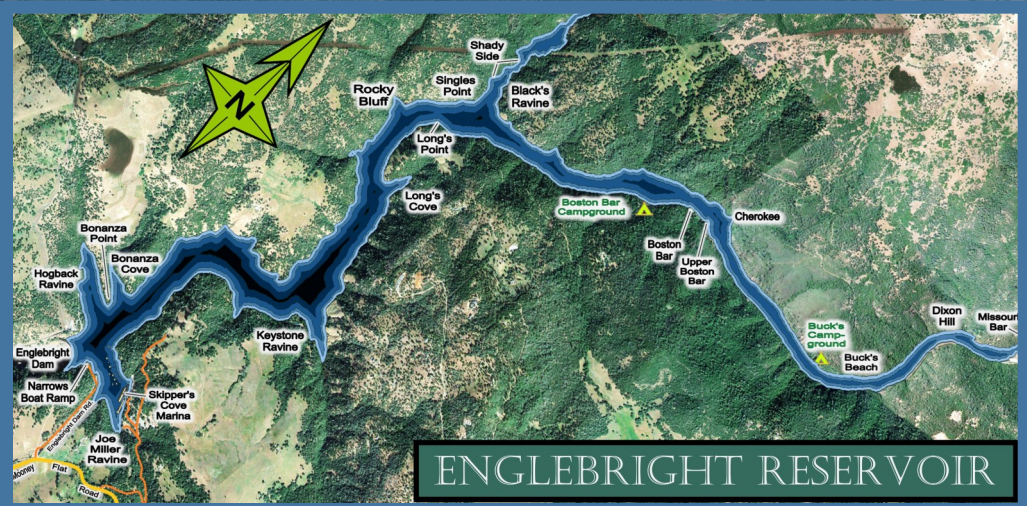 Shady
Side
Singles
Point
Black's
Ravine
Rocky
Bluff
N
Long's
Point
Long's
Cove
Boston Bar
Campground
Cherokee
Boston
Bar
Upper
Boston
Bar
Bonanza
Point
Bonanza
Cove
Hogback
Ravine
Keystone
Ravine
Englebright
Dam
Narrows
Boat Ramp
Skipper's
Cove
Marina
Englebright Dam Rd.
Joe
Miller
Ravine
Mooney
Flat
Road
Buck's
Camp-
ground
Buck's
Beach
Dixon
Hill
Missouri
Bar
ENGLEBRIGHT RESERVOIR